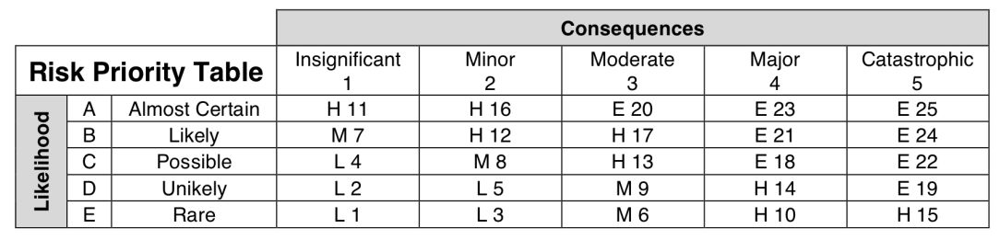 Consequences
Risk Priority Table
Insignificant 1 Minor 2 Moderate 3 Major 4 Catastrophic 5
Likelihood
A Almost Certain H 11 H 16 E 20 E 23 E 25
B Likely M 7 H 12 H 17 E 21 E 24
C Possible L 4 M 8 H 13 E 18 E 22
D Unikely L 2 L 5 M 9 H 14 E 19
E Rare L 1 L 3 M 6 H 10 H 15